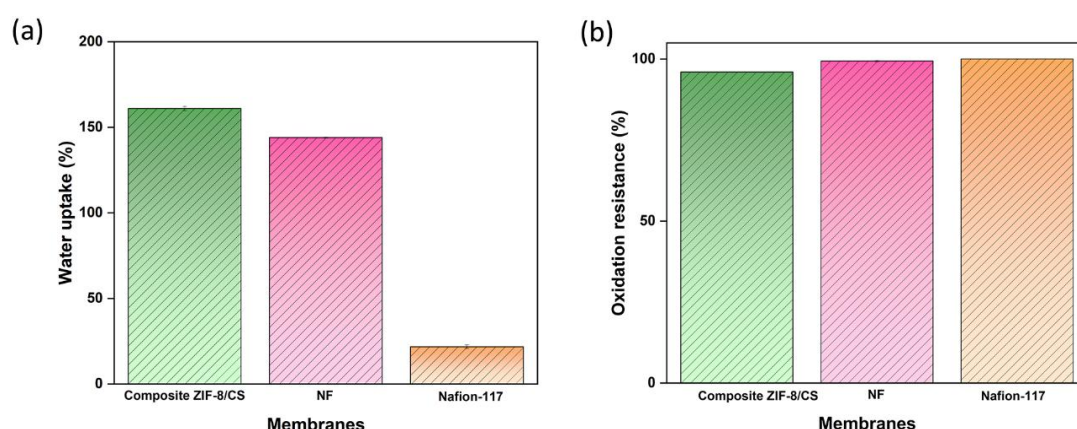 (a)
Water uptake (%)
200
150
100
50
0
Composite ZIF-8/CS
NF
Nafion-117
Membranes
(b)
Oxidation resistance (%)
100
50
0
Composite ZIF-8/CS
NF
Nafion-117
Membranes